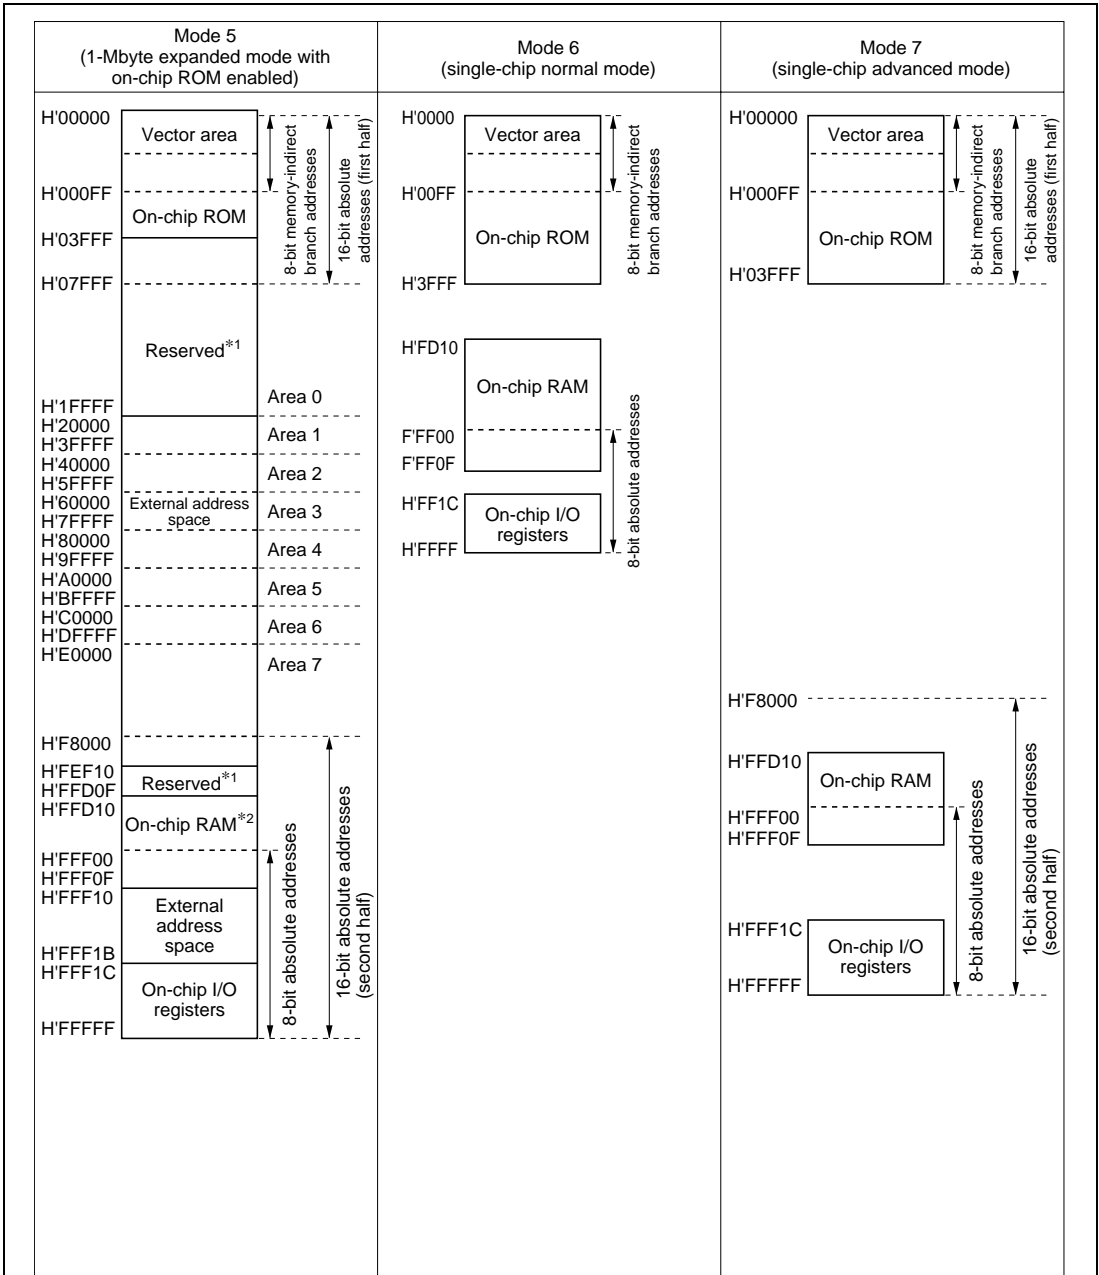 Mode 5
(1-Mbyte expanded mode with
on-chip ROM enabled)
H'00000
Vector area
H'000FF
On-chip ROM
H'03FFF
H'07FFF
Reserved*1
H'1FFFF
H'20000
H'3FFFF
H'40000
H'5FFFF
H'60000
H'7FFFF
H'80000
H'9FFFF
H'A0000
H'BFFFF
H'C0000
H'DFFFF
H'E0000
External address
space
Area 0
Area 1
Area 2
Area 3
Area 4
Area 5
Area 6
Area 7
8-bit memory-indirect
branch addresses
16-bit absolute
addresses (first half)
H'F8000
H'FEF10
H'FFD0F
H'FFD10
Reserved*1
On-chip RAM*2
H'FFF00
H'FFF0F
H'FFF10
External
address
space
H'FFF1B
H'FFF1C
On-chip I/O
registers
H'FFFFF
8-bit absolute addresses
16-bit absolute addresses
(second half)
Mode 6
(single-chip normal mode)
H'0000
Vector area
H'00FF
On-chip ROM
H'3FFF
8-bit memory-indirect
branch addresses
H'FD10
On-chip RAM
F'FF00
F'FF0F
H'FF1C
On-chip I/O
registers
H'FFFF
8-bit absolute addresses
Mode 7
(single-chip advanced mode)
H'00000
Vector area
H'000FF
On-chip ROM
H'03FFF
8-bit memory-indirect
branch addresses
16-bit absolute
addresses (first half)
H'F8000
H'FFD10
On-chip RAM
H'FFF00
H'FFF0F
H'FFF1C
On-chip I/O
registers
H'FFFFF
8-bit absolute addresses
16-bit absolute addresses
(second half)